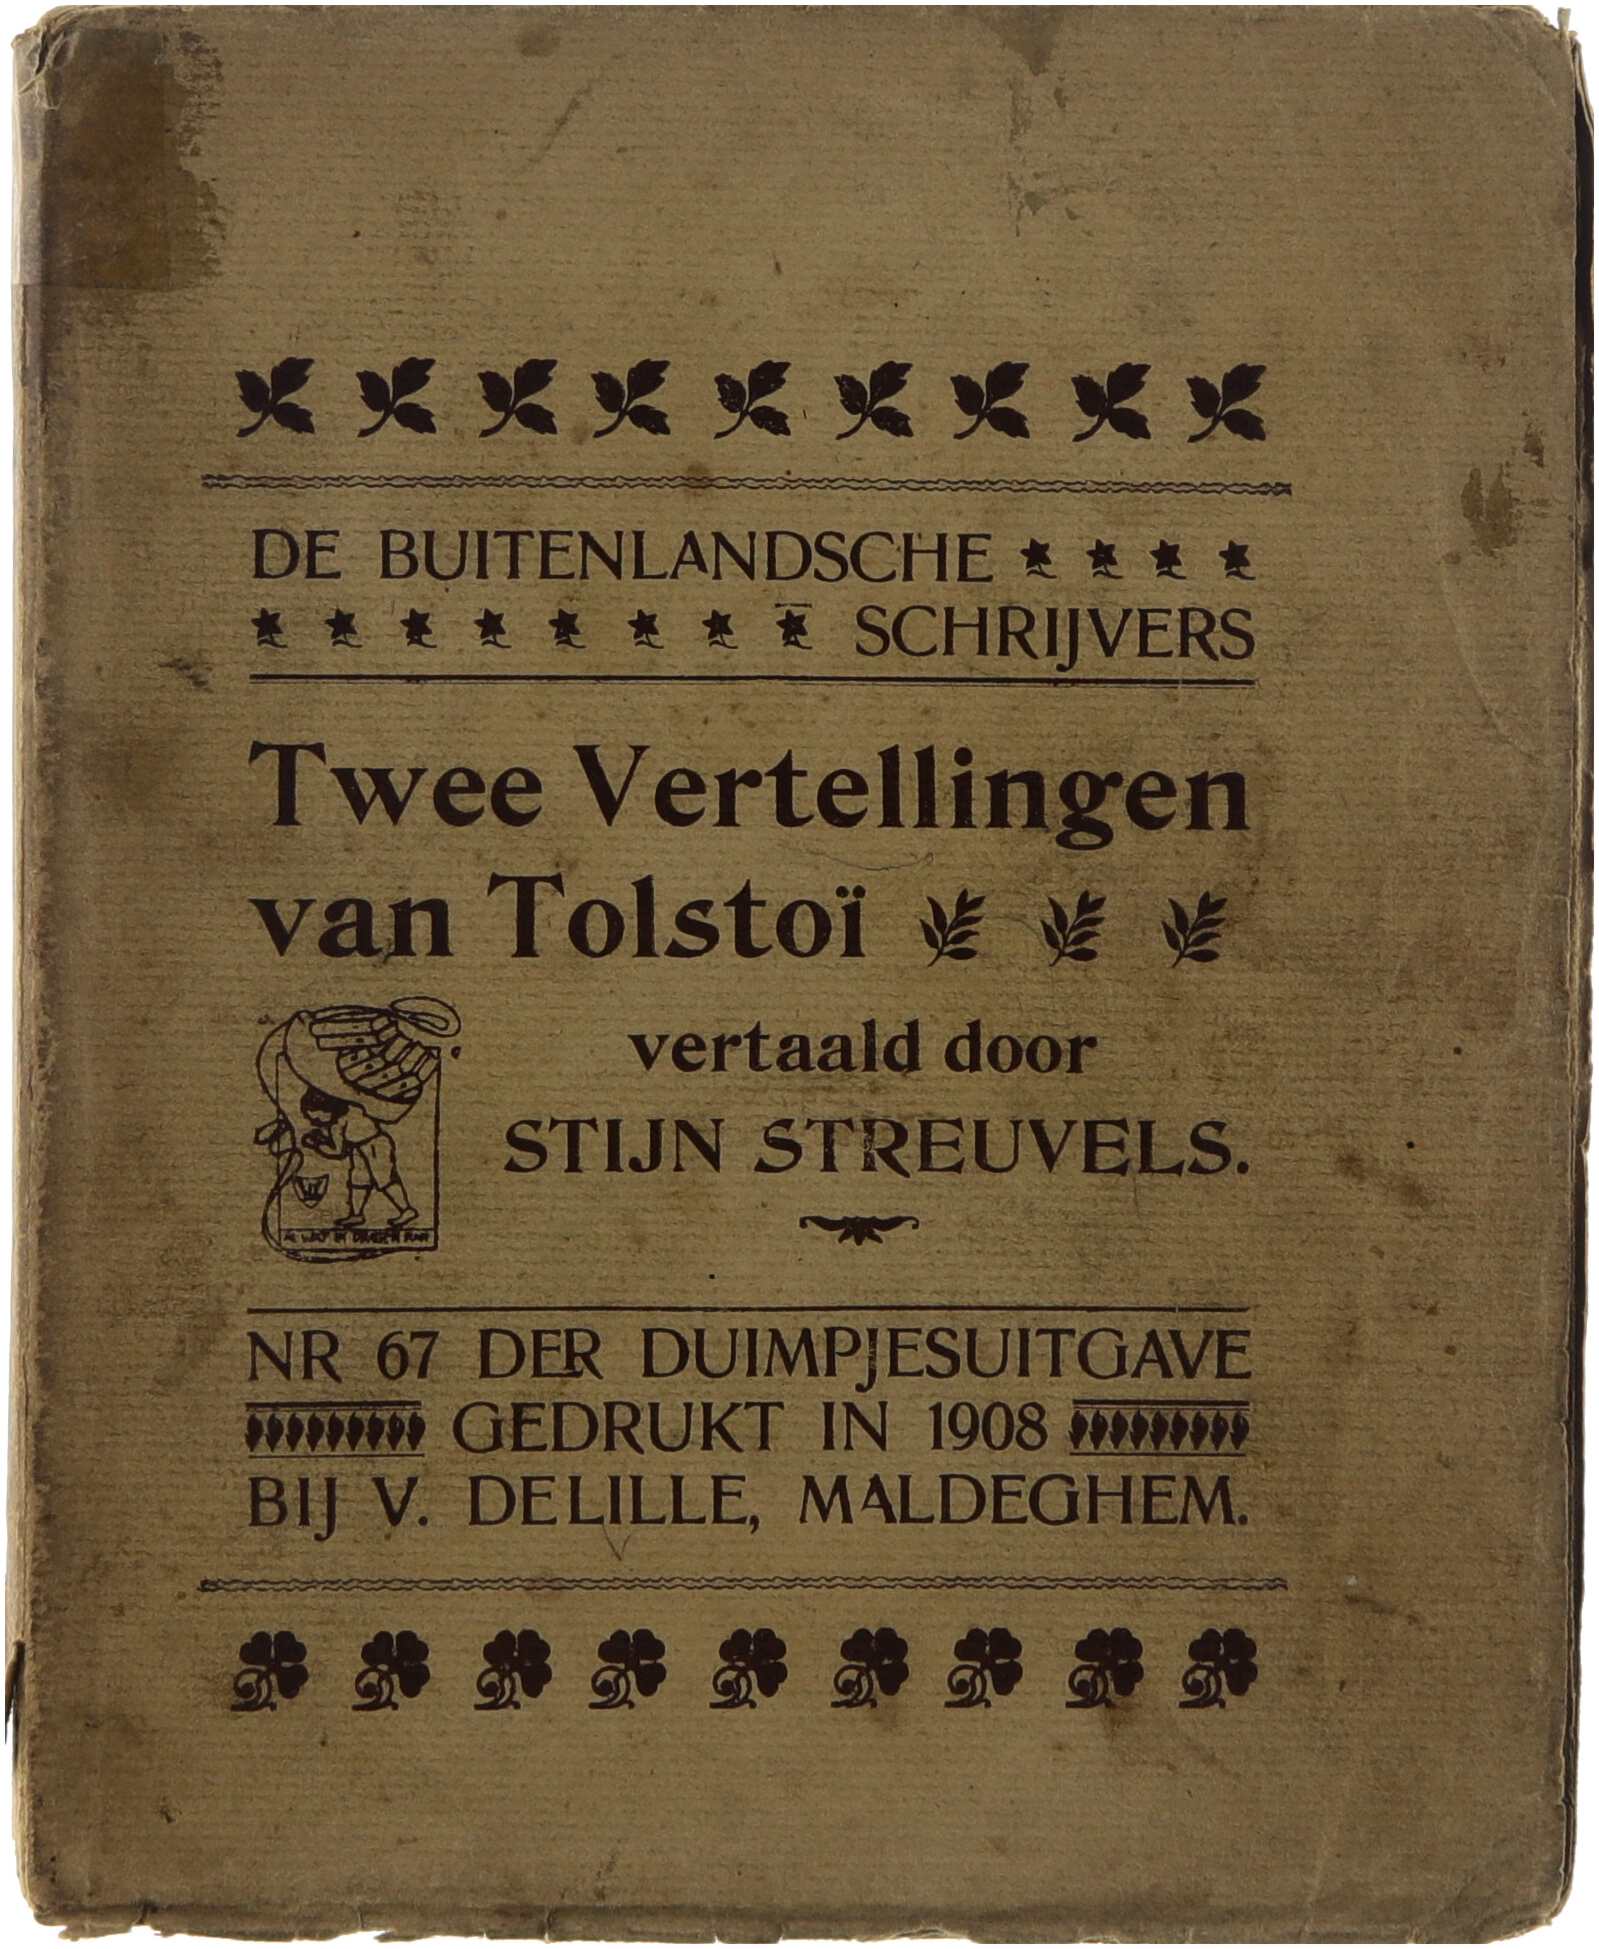 DE BUITENLANDSCHE
SCHRIJVERS
Twee Vertellingen
van Tolstoï
vertaald door
STIJN STREUVELS.
NR 67 DER DUIMPJESUITGAVE
GEDRUKT IN 1908
BIJ V. DELILLE, MALDEGHEM.